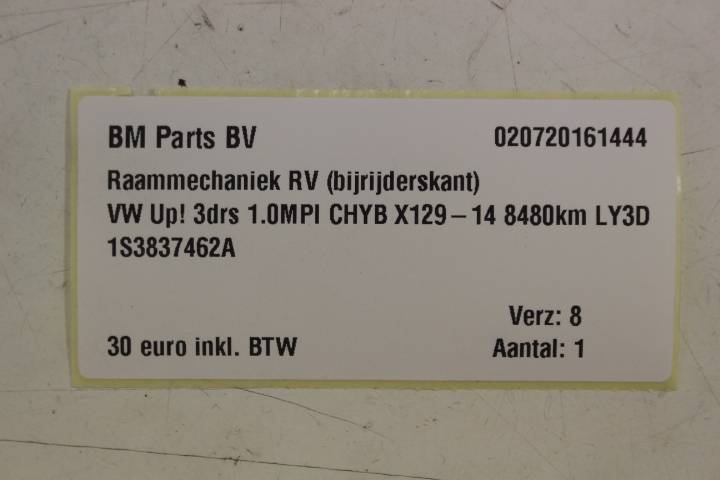 BM Parts BV 020720161444
Raammechaniek RV (bijrijderskant)
VW Up! 3drs 1.0MPI CHYB X129 – 14 8480km LY3D
1S3837462A
Verz: 8
30 euro inkl. BTW Aantal: 1